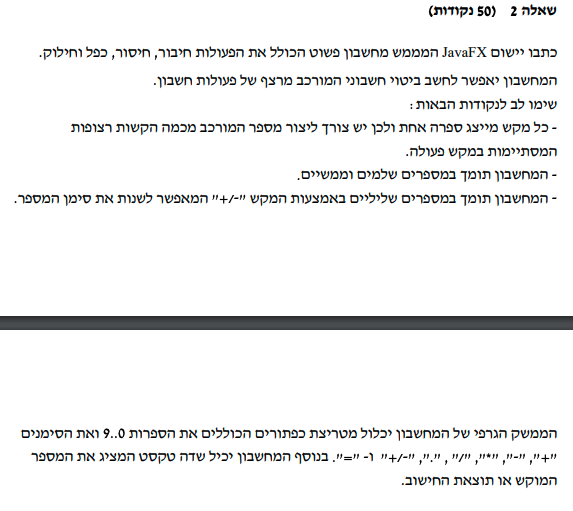 שאלה 2 (50 נקודות)
כתבו יישום JavaFX המממש מחשבון פשוט הכולל את הפעולות חיבור, חיסור, כפל וחילוק.
המחשבון יאפשר לחשב ביטוי חשבוני המורכב מרצף של פעולות חשבון.
שימו לב לנקודות הבאות:
- כל מקש מייצג ספרה אחת ולכן יש צורך ליצור מספר המורכב מכמה הקשות רצופות
המסתיימות במקש פעולה.
- המחשבון תומך במספרים שלמים וממשיים.
- המחשבון תומך במספרים שליליים באמצעות המקש "+/-" המאפשר לשנות את סימן המספר.
הממשק הגרפי של המחשבון יכלול מטריצת כפתורים הכוללים את הספרות 9..0 ואת הסימנים
"+", "-", "*", "/", ".", "+/-" ו- "=". בנוסף המחשבון יכיל שדה טקסט המציג את המספר
המוקש או תוצאת החישוב.